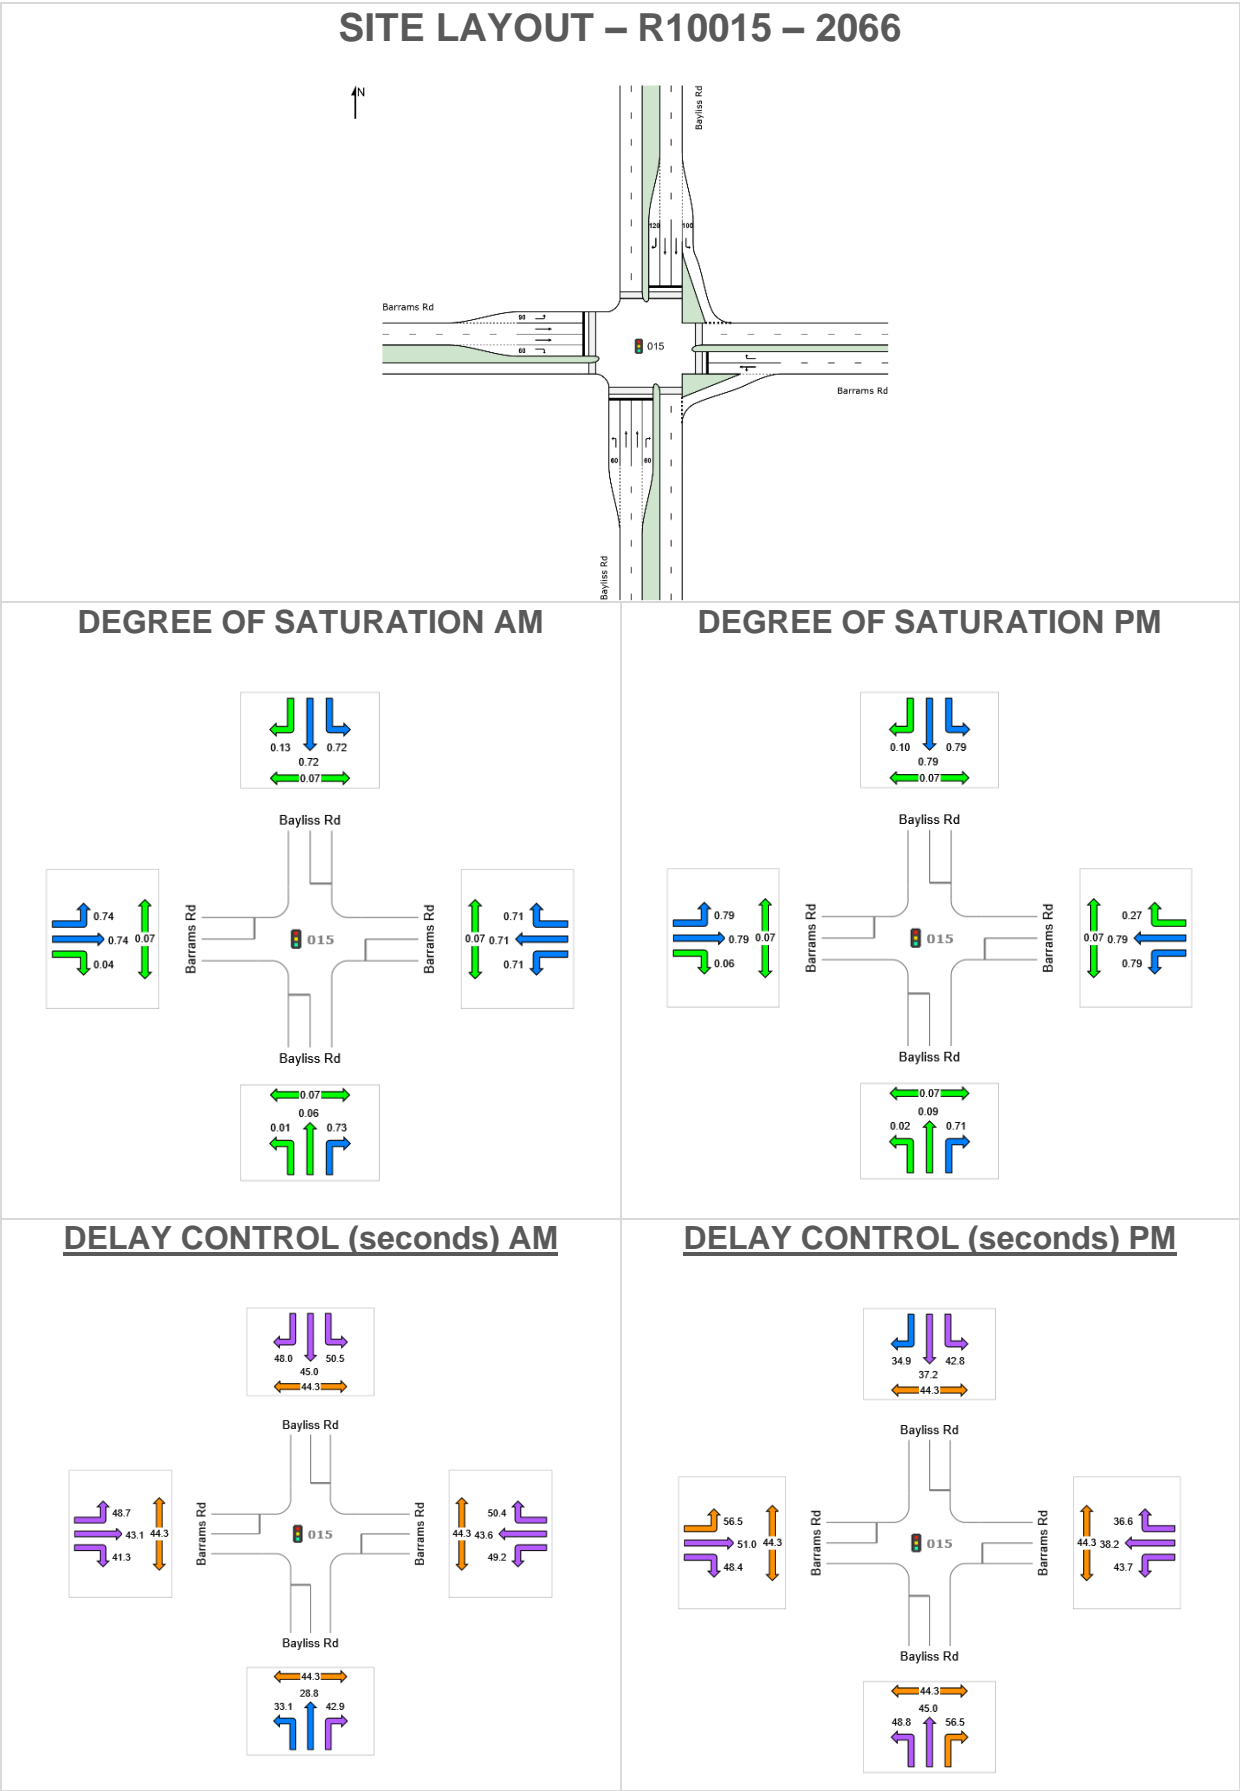 SITE LAYOUT – R10015 – 2066
N
Bayliss Rd
120
100
Barrams Rd
90
60
015
Barrams Rd
60
60
Bayliss Rd
DEGREE OF SATURATION AM
0.13
0.72
0.72
0.07
Bayliss Rd
0.74
0.74
0.07
0.04
Barrams Rd
015
Barrams Rd
0.71
0.07
0.71
0.71
Bayliss Rd
0.07
0.06
0.01
0.73
DEGREE OF SATURATION PM
0.10
0.79
0.79
0.07
Bayliss Rd
0.79
0.79
0.07
0.06
Barrams Rd
015
Barrams Rd
0.27
0.07
0.79
0.79
Bayliss Rd
0.07
0.09
0.02
0.71
DELAY CONTROL (seconds) AM
48.0
50.5
45.0
44.3
Bayliss Rd
48.7
43.1
44.3
41.3
Barrams Rd
015
Barrams Rd
50.4
44.3
43.6
49.2
Bayliss Rd
44.3
28.8
33.1
42.9
DELAY CONTROL (seconds) PM
34.9
42.8
37.2
44.3
Bayliss Rd
56.5
51.0
44.3
48.4
Barrams Rd
015
Barrams Rd
36.6
44.3
38.2
43.7
Bayliss Rd
44.3
45.0
48.8
56.5